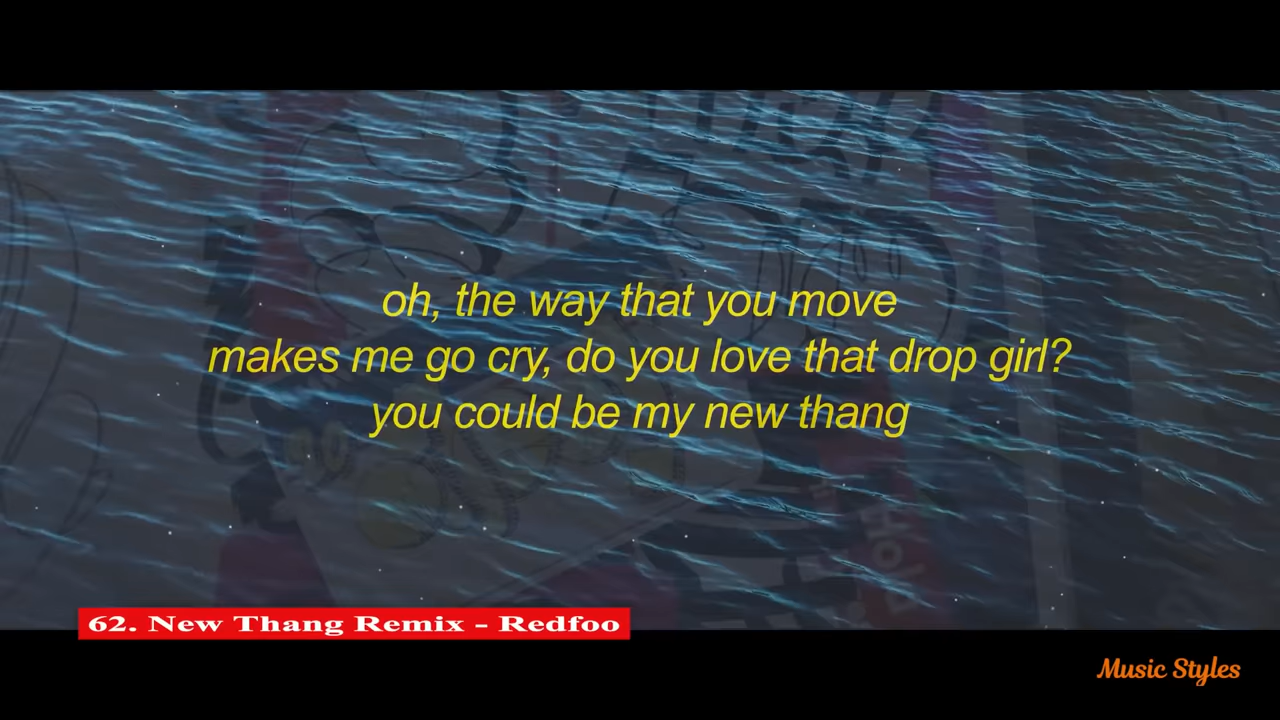 oh, the way that you move
makes me go cry, do you love that drop girl?
you could be my new thang
62. New Thang Remix - Redfoo
Music Styles